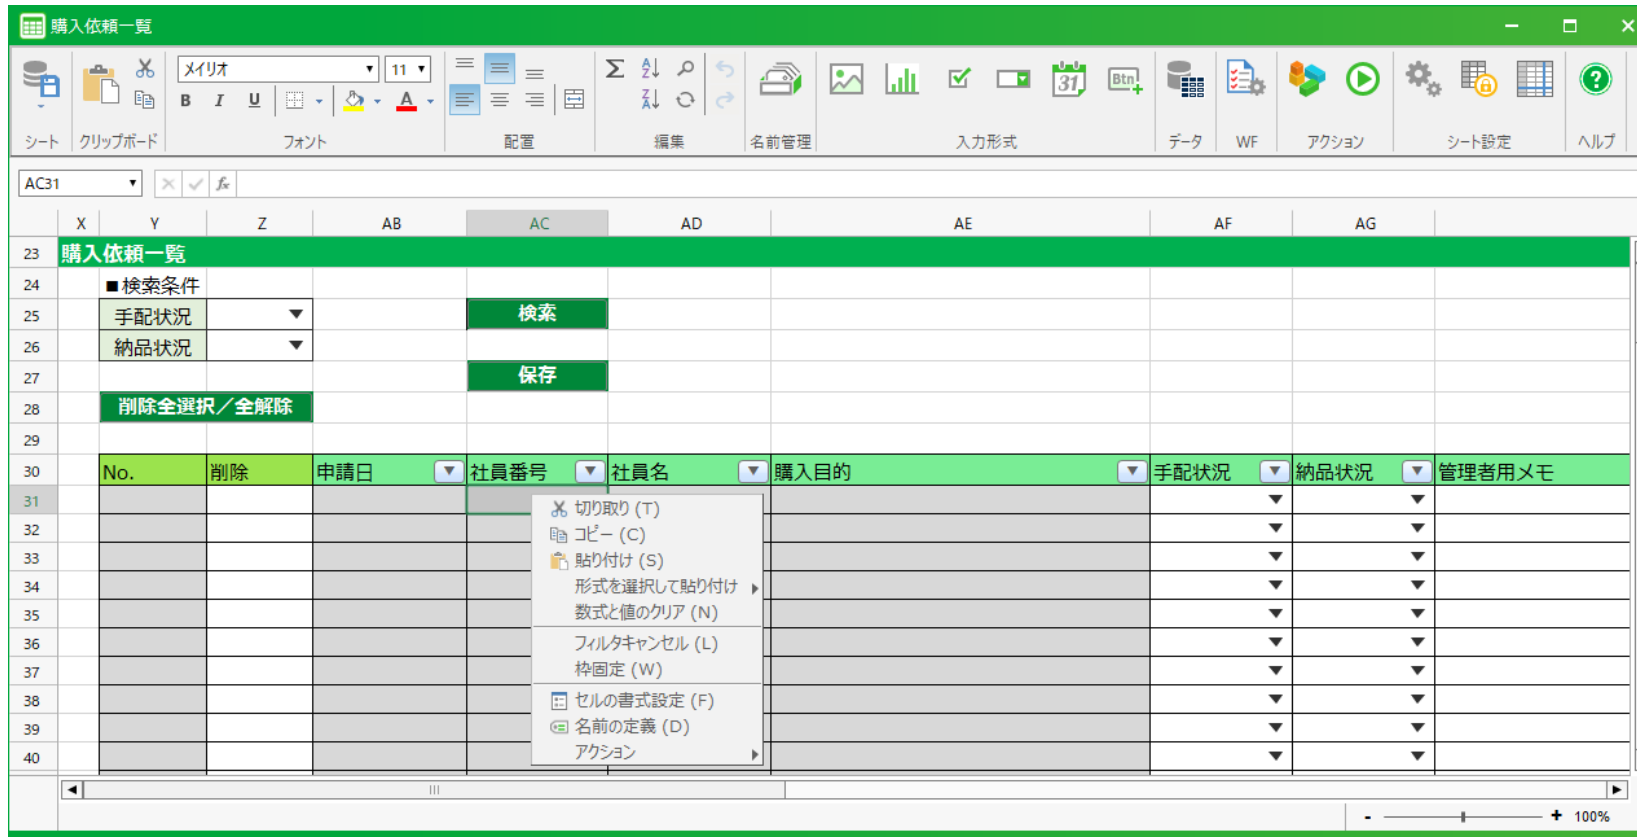 購入依頼一覧
メイリオ 11
B I U A 31 Btn
シート クリップボード フォント 配置 編集 名前管理 入力形式 データ WF アクション シート設定 ヘルプ
AC31 fx
X Y Z AB AC AD AE AF AG
23 購入依頼一覧
24 ■検索条件
25 手配状況 検索
26 納品状況
27 保存
28 削除全選択／全解除
29
30 No. 削除 申請日 社員番号 社員名 購入目的 手配状況 納品状況 管理者用メモ
31
32
33
34
35
36
37
38
39
40
切り取り (T)
コピー (C)
貼り付け (S)
形式を選択して貼り付け
数式と値のクリア (N)
フィルタキャンセル (L)
枠固定 (W)
セルの書式設定 (F)
名前の定義 (D)
アクション
- + 100%